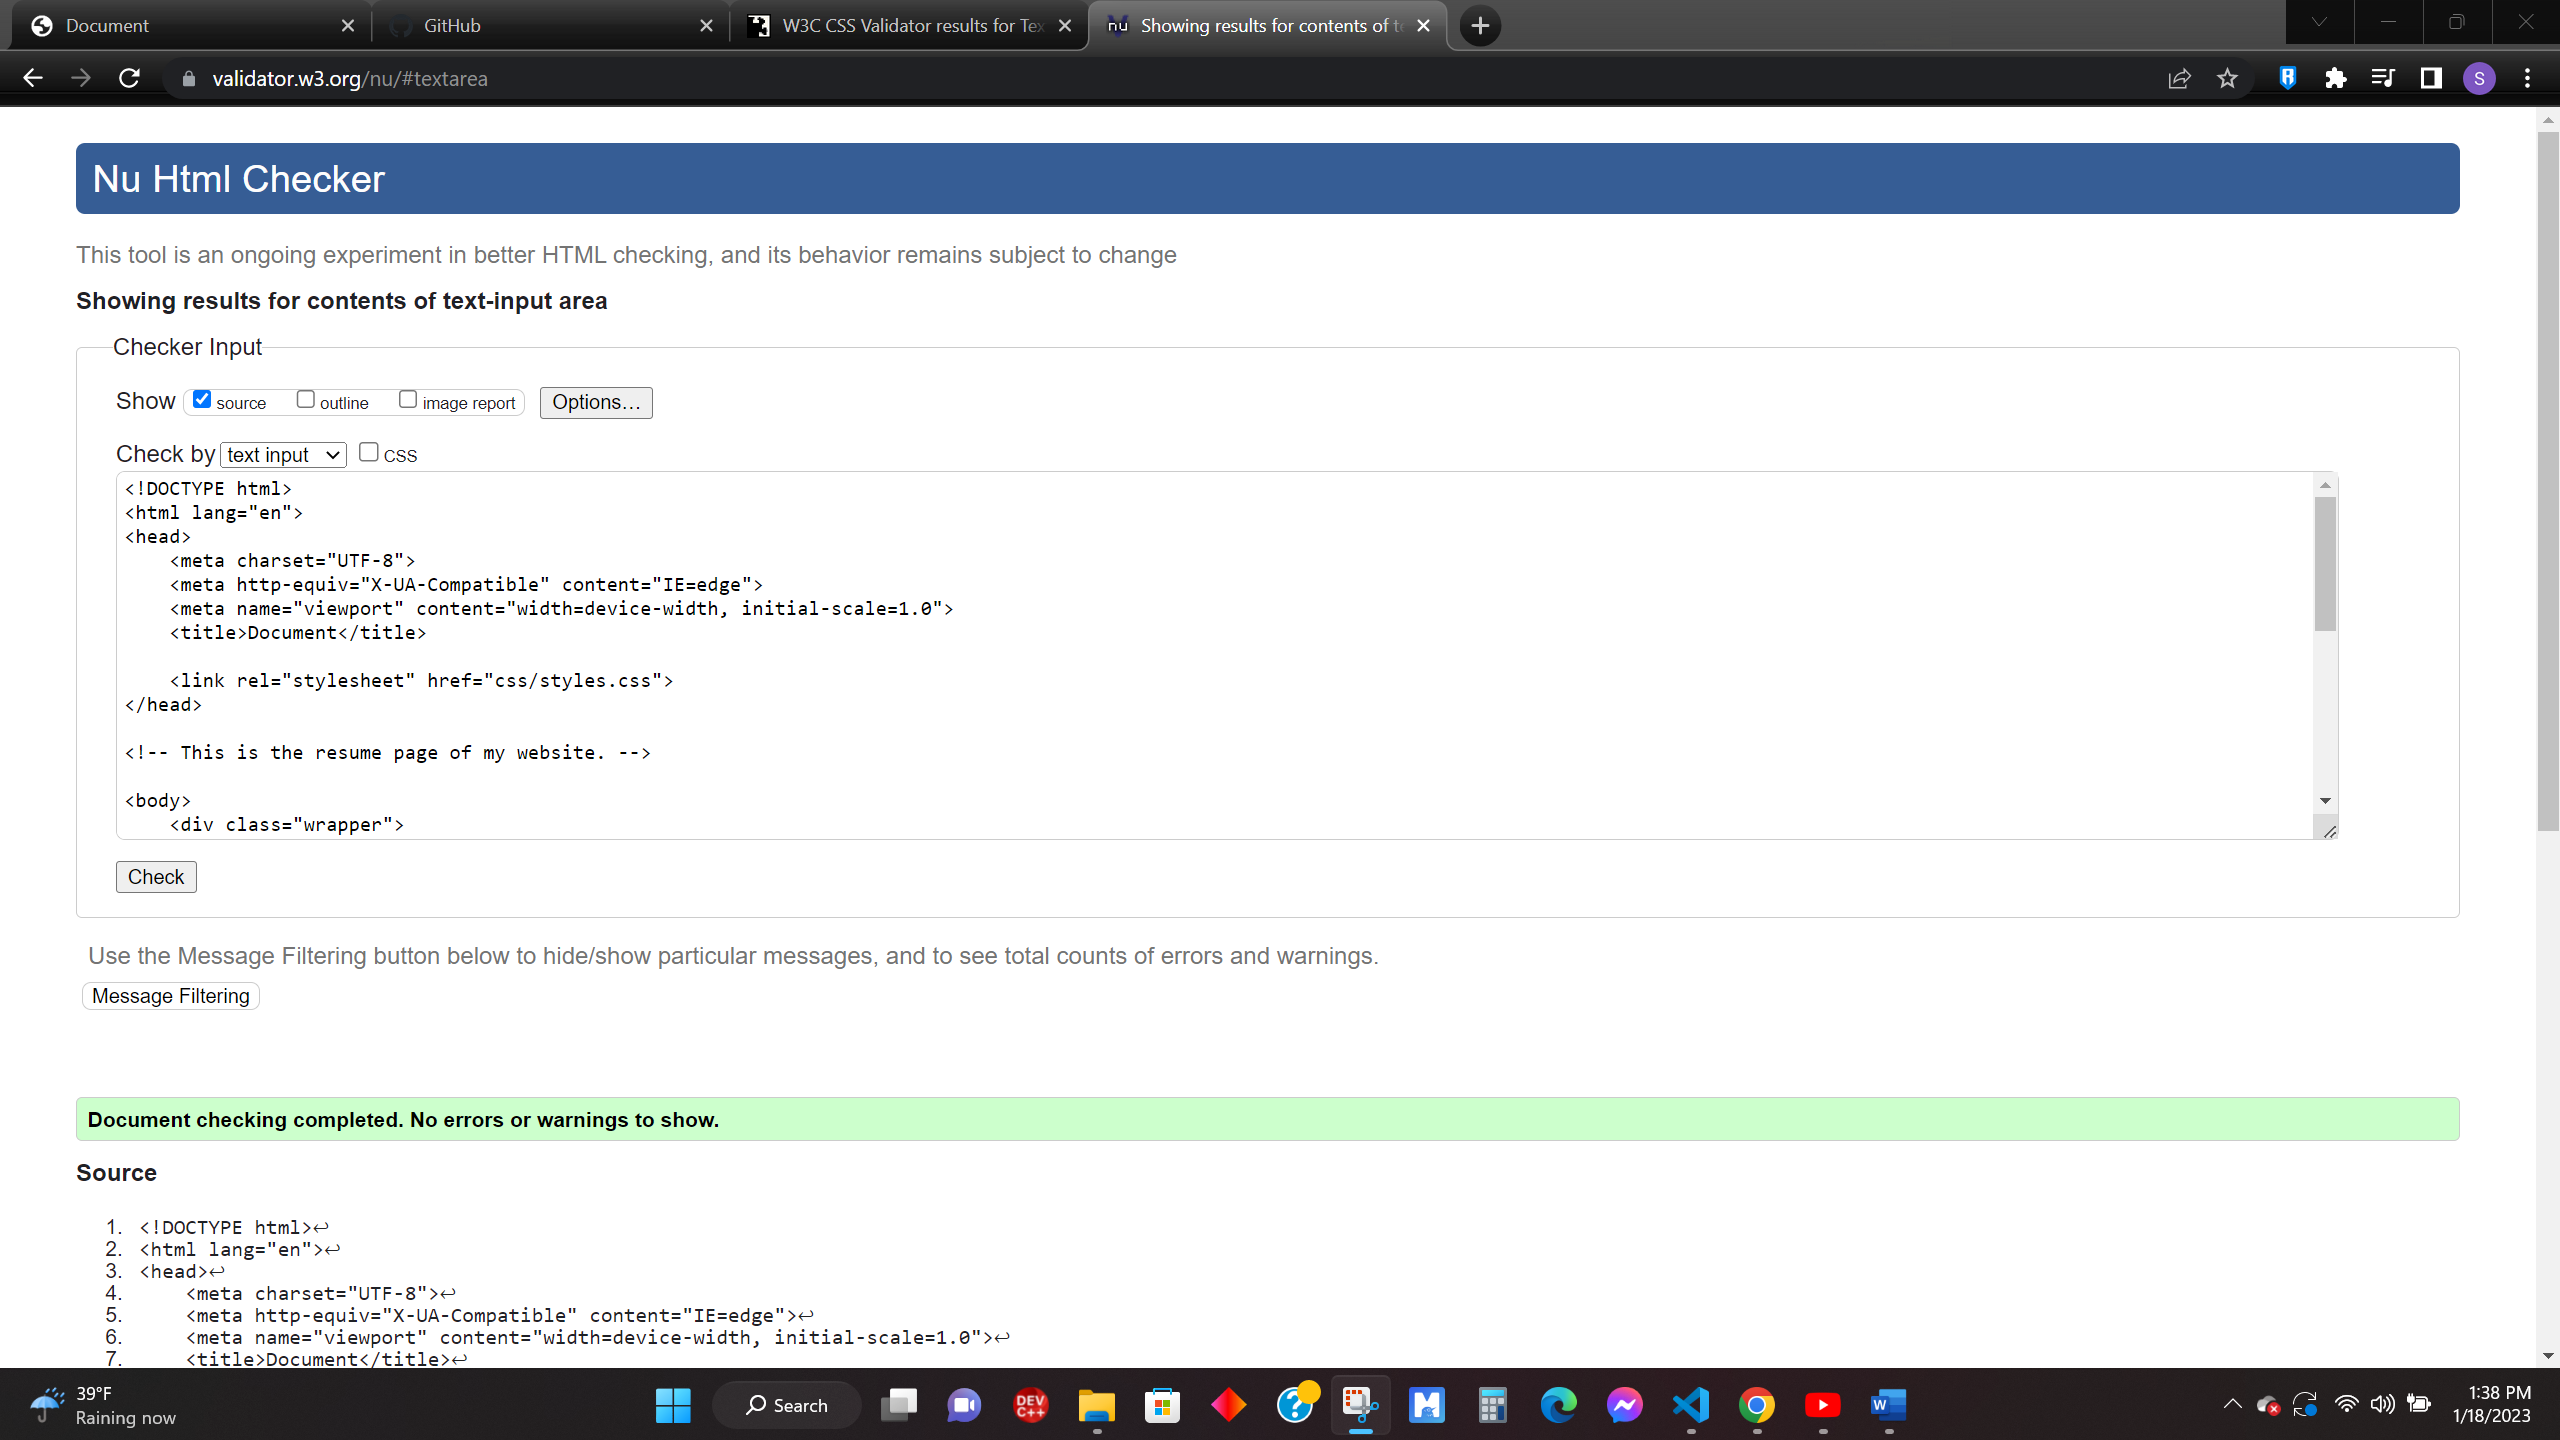 Document
GitHub
W3C CSS Validator results for Tex
nu Showing results for contents of te
validator.w3.org/nu/#textarea
S
Nu Html Checker
This tool is an ongoing experiment in better HTML checking, and its behavior remains subject to change
Showing results for contents of text-input area
Checker Input
Show source outline image report Options...
Check by text input CSS
<!DOCTYPE html>
<html lang="en">
<head>
    <meta charset="UTF-8">
    <meta http-equiv="X-UA-Compatible" content="IE=edge">
    <meta name="viewport" content="width=device-width, initial-scale=1.0">
    <title>Document</title>
    <link rel="stylesheet" href="css/styles.css">
</head>
<!-- This is the resume page of my website. -->
<body>
    <div class="wrapper">
Check
Use the Message Filtering button below to hide/show particular messages, and to see total counts of errors and warnings.
Message Filtering
Document checking completed. No errors or warnings to show.
Source
1. <!DOCTYPE html>↩
2. <html lang="en">↩
3. <head>↩
4.     <meta charset="UTF-8">↩
5.     <meta http-equiv="X-UA-Compatible" content="IE=edge">↩
6.     <meta name="viewport" content="width=device-width, initial-scale=1.0">↩
7.     <title>Document</title>↩
39°F
Raining now
Search
DEV
C++
1:38 PM
1/18/2023